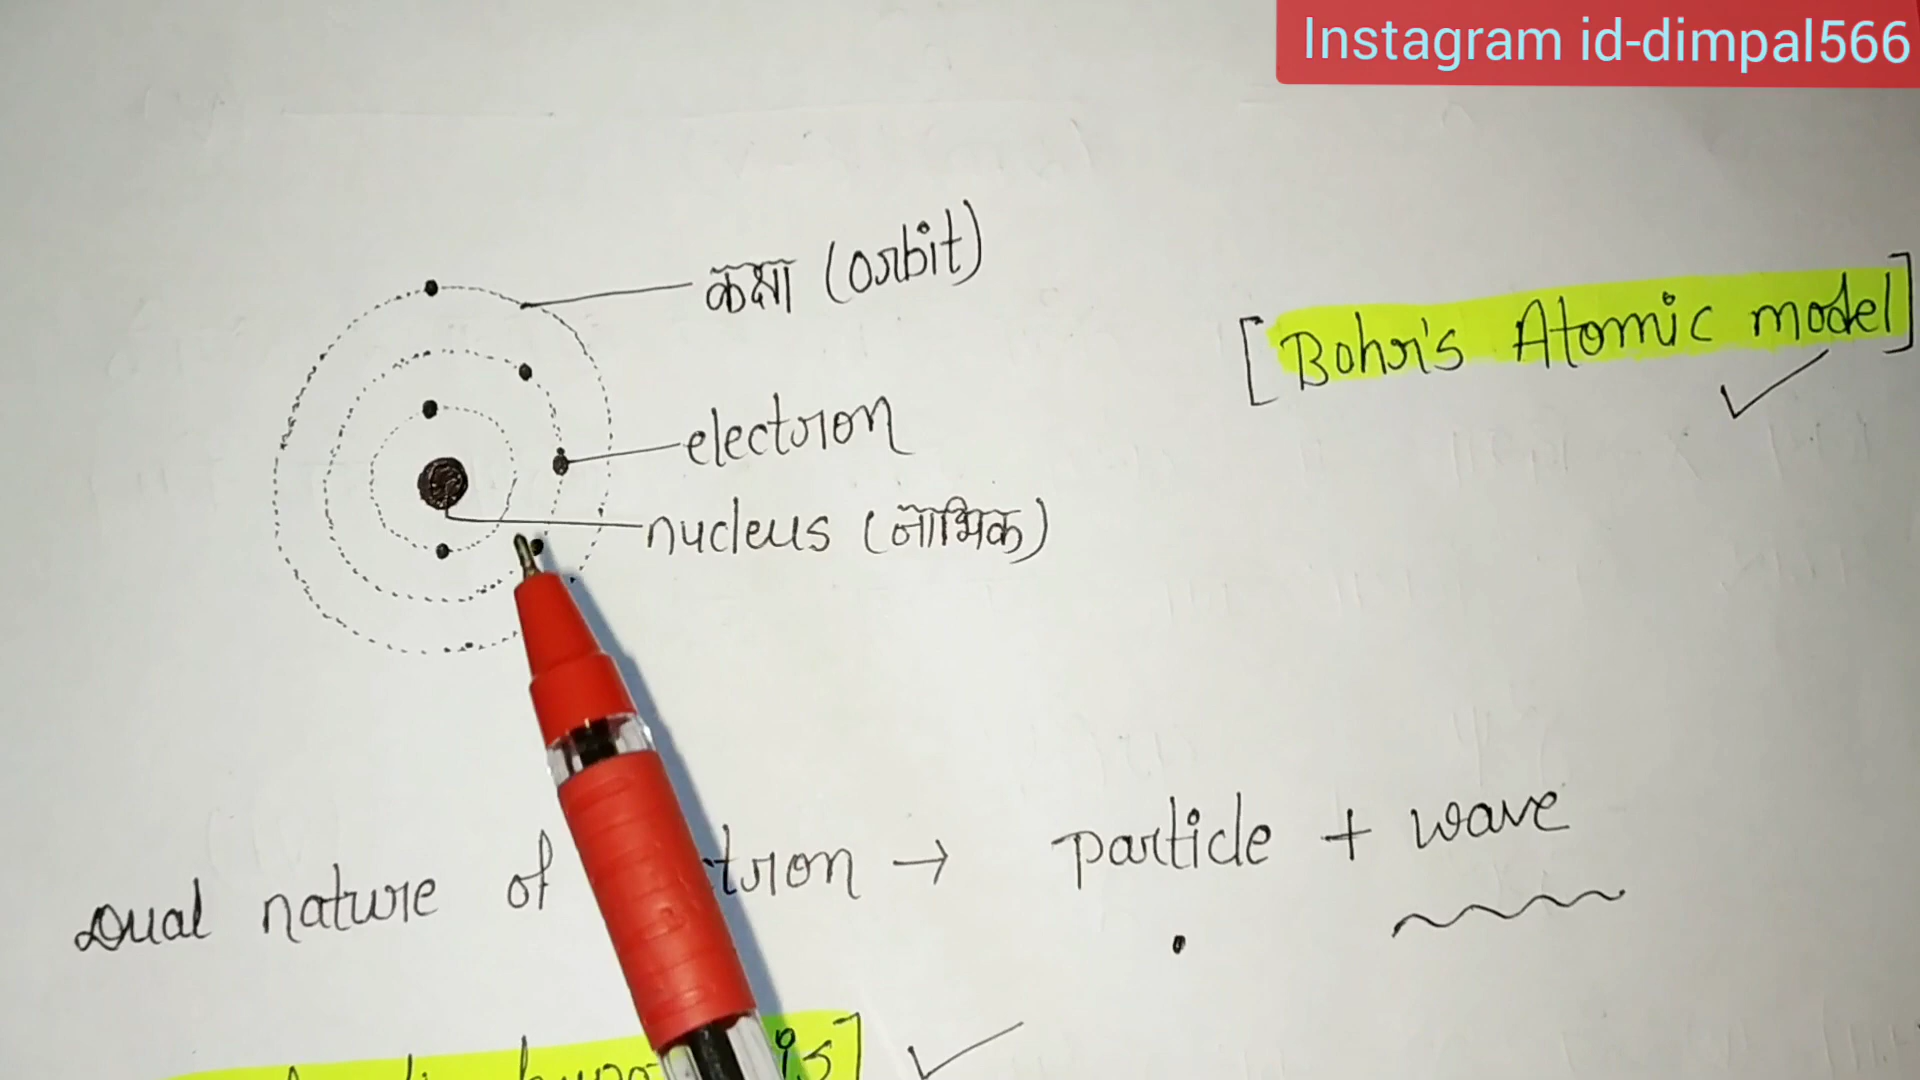 Instagram id-dimpal566
कक्षा (orbit)
[Bohr's Atomic model]
electron
nucleus (नाभिक)
Dual nature of tron → particle + wave